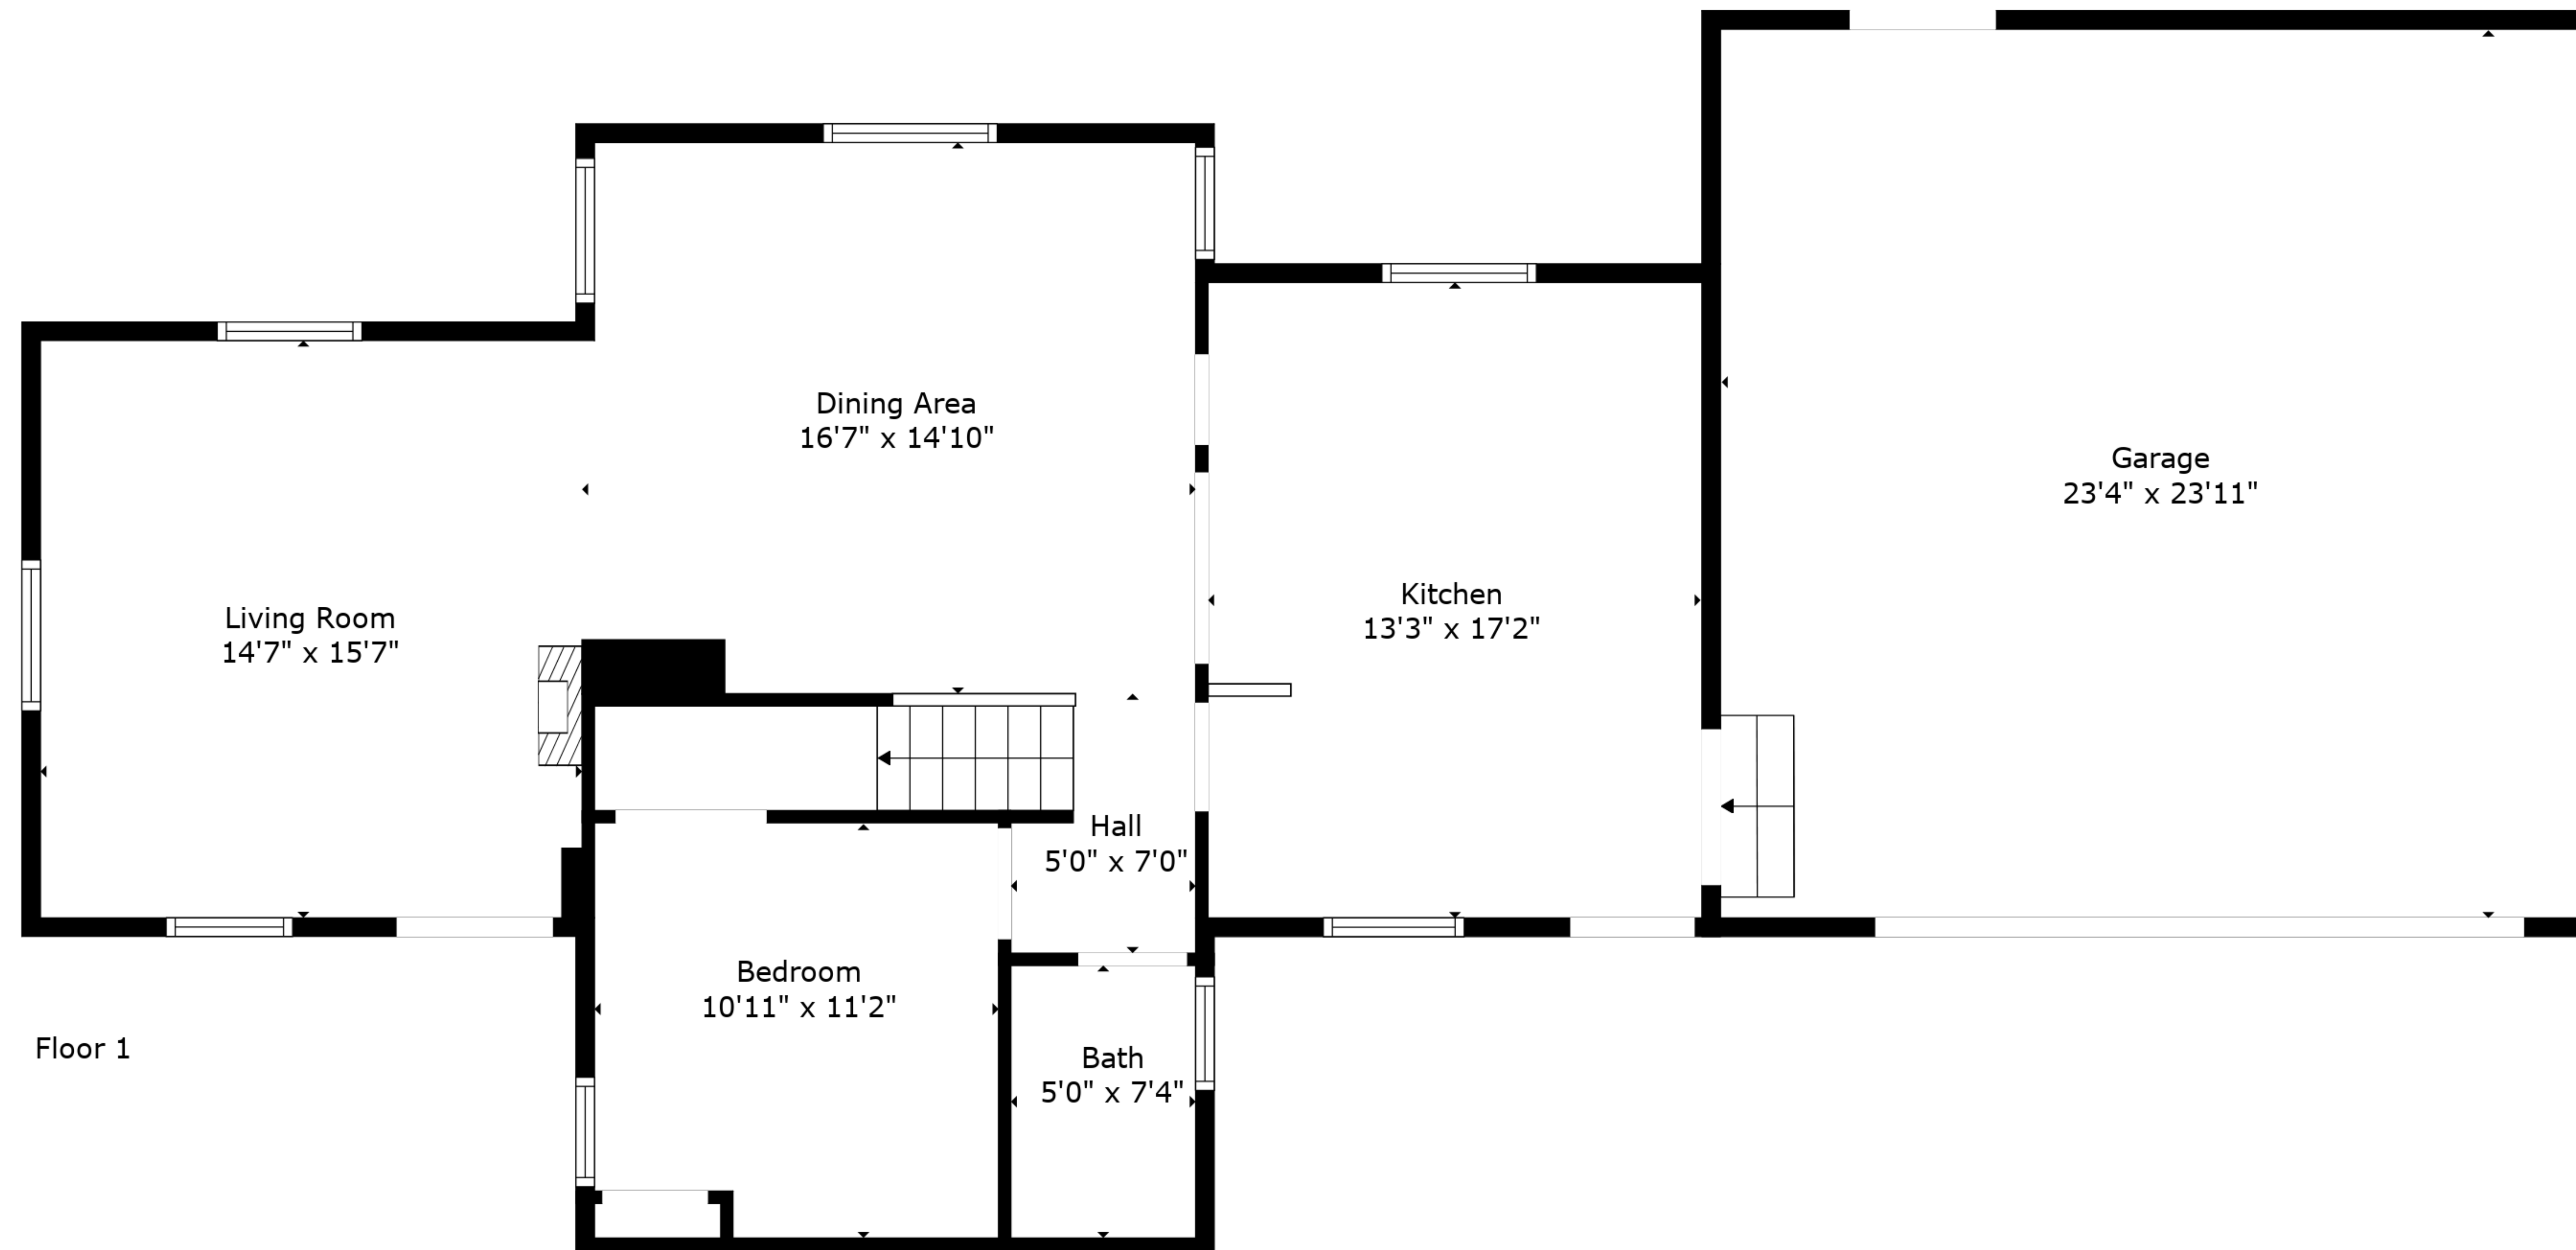 Dining Area
16'7" x 14'10"
Garage
23'4" x 23'11"
Kitchen
13'3" x 17'2"
Living Room
14'7" x 15'7"
Hall
5'0" x 7'0"
Bedroom
10'11" x 11'2"
Bath
5'0" x 7'4"
Floor 1